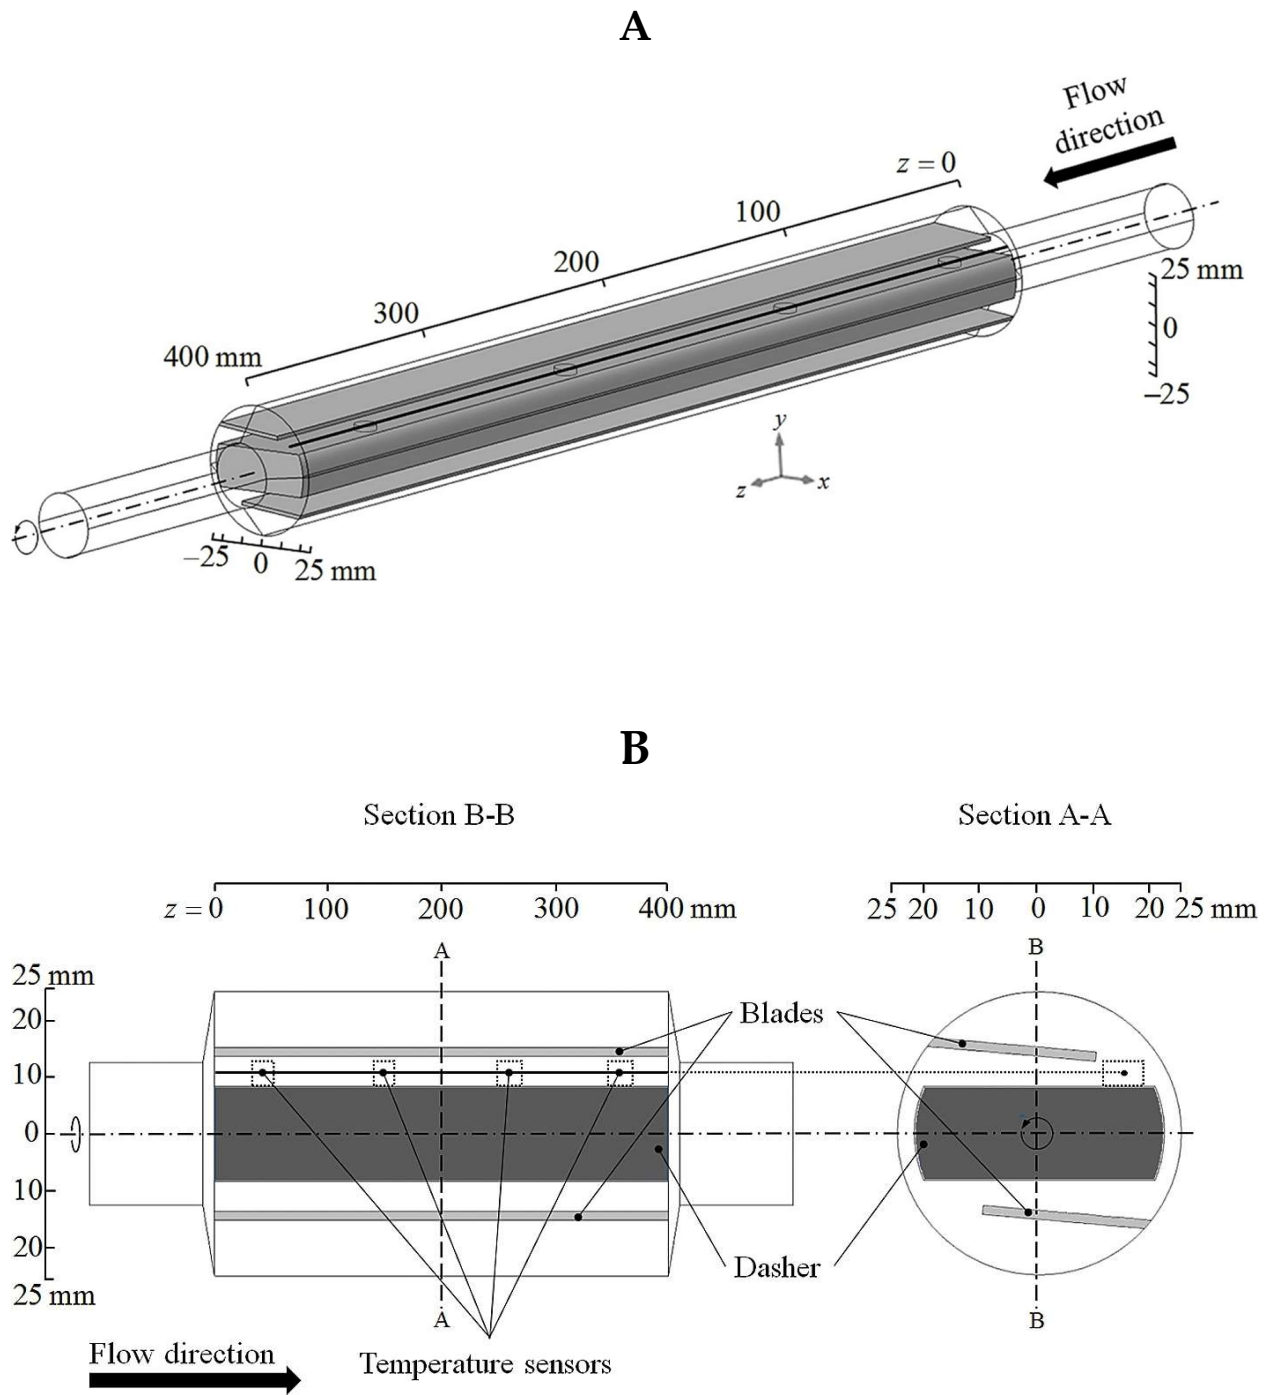 A
Flow
direction
z = 0
100
200
300
400 mm
25 mm
0
−25
y
z
x
−25 0 25 mm
B
Section B-B
Section A-A
z = 0 100 200 300 400 mm
25 20 10 0 10 20 25 mm
A
B
25 mm
20
10
0
10
20
25 mm
Blades
Dasher
A
B
Flow direction
Temperature sensors